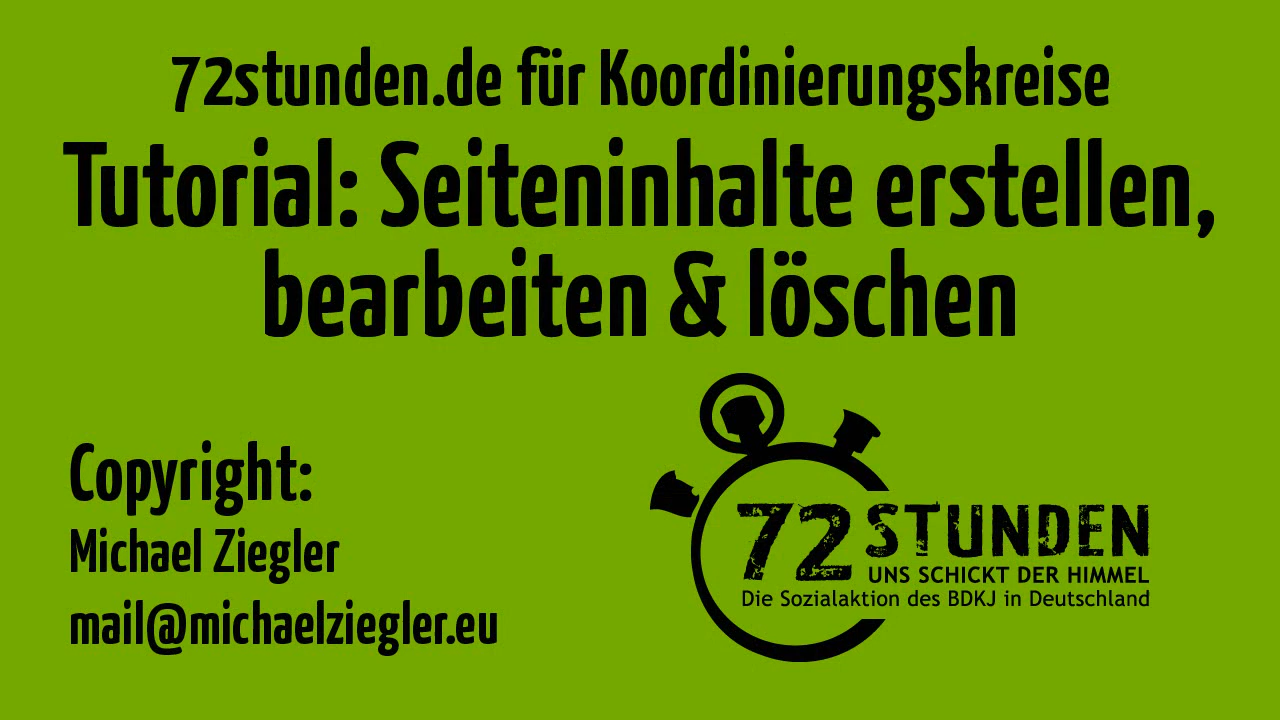 72stunden.de für Koordinierungskreise
Tutorial: Seiteninhalte erstellen,
bearbeiten & löschen
Copyright:
Michael Ziegler
mail@michaelziegler.eu
72 STUNDEN
UNS SCHICKT DER HIMMEL
Die Sozialaktion des BDKJ in Deutschland